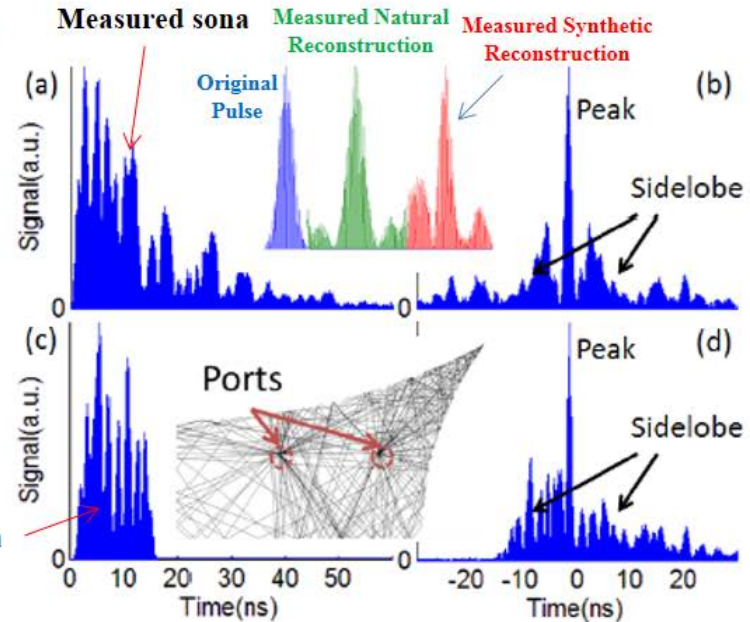 Measured sona
Measured Natural
Reconstruction
Measured Synthetic
Reconstruction
Original
Pulse
(a)
Signal(a.u.)
0
(b)
Peak
Sidelobe
0
(c)
Signal(a.u.)
0
Ports
0 10 20 30 40 50
Time(ns)
(d)
Peak
Sidelobe
0
-20 -10 0 10 20
Time(ns)